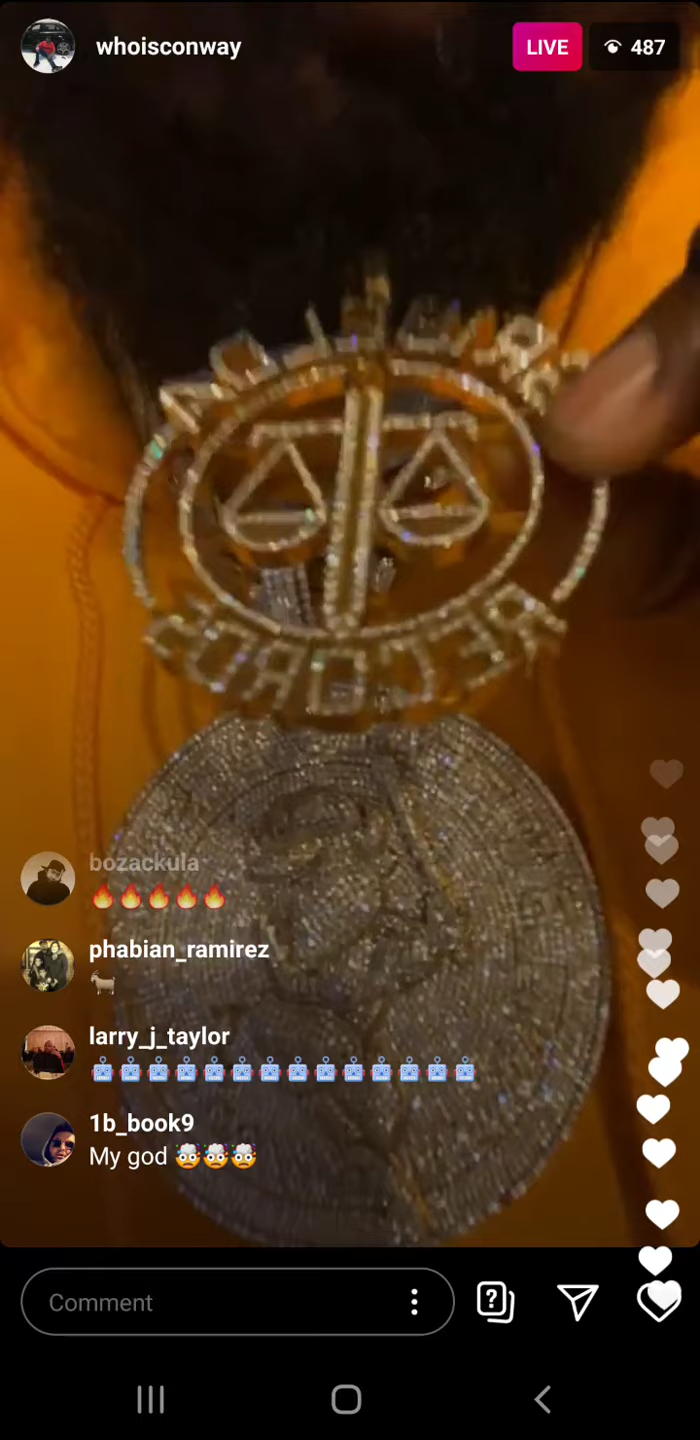 whoisconway
LIVE
487
RECORDS
bozackula
🔥🔥🔥🔥🔥
phabian_ramirez
🐐
larry_j_taylor
🤖🤖🤖🤖🤖🤖🤖🤖🤖🤖🤖🤖🤖🤖
1b_book9
My god 🤯🤯🤯
Comment